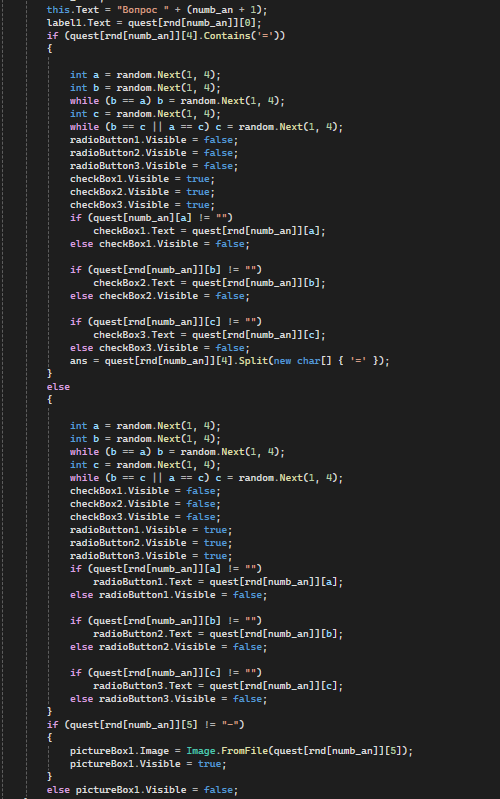 this.Text = "Вопрос " + (numb_an + 1);
label1.Text = quest[rnd[numb_an]][0];
if (quest[rnd[numb_an]][4].Contains('='))
{
int a = random.Next(1, 4);
int b = random.Next(1, 4);
while (b == a) b = random.Next(1, 4);
int c = random.Next(1, 4);
while (b == c || a == c) c = random.Next(1, 4);
radioButton1.Visible = false;
radioButton2.Visible = false;
radioButton3.Visible = false;
checkBox1.Visible = true;
checkBox2.Visible = true;
checkBox3.Visible = true;
if (quest[numb_an][a] != "")
checkBox1.Text = quest[rnd[numb_an]][a];
else checkBox1.Visible = false;
if (quest[rnd[numb_an]][b] != "")
checkBox2.Text = quest[rnd[numb_an]][b];
else checkBox2.Visible = false;
if (quest[rnd[numb_an]][c] != "")
checkBox3.Text = quest[rnd[numb_an]][c];
else checkBox3.Visible = false;
ans = quest[rnd[numb_an]][4].Split(new char[] { '=' });
}
else
{
int a = random.Next(1, 4);
int b = random.Next(1, 4);
while (b == a) b = random.Next(1, 4);
int c = random.Next(1, 4);
while (b == c || a == c) c = random.Next(1, 4);
checkBox1.Visible = false;
checkBox2.Visible = false;
checkBox3.Visible = false;
radioButton1.Visible = true;
radioButton2.Visible = true;
radioButton3.Visible = true;
if (quest[rnd[numb_an]][a] != "")
radioButton1.Text = quest[rnd[numb_an]][a];
else radioButton1.Visible = false;
if (quest[rnd[numb_an]][b] != "")
radioButton2.Text = quest[rnd[numb_an]][b];
else radioButton2.Visible = false;
if (quest[rnd[numb_an]][c] != "")
radioButton3.Text = quest[rnd[numb_an]][c];
else radioButton3.Visible = false;
}
if (quest[rnd[numb_an]][5] != "-")
{
pictureBox1.Image = Image.FromFile(quest[rnd[numb_an]][5]);
pictureBox1.Visible = true;
}
else pictureBox1.Visible = false;